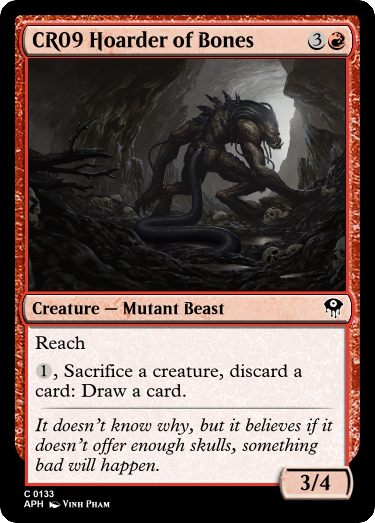 CR09 Hoarder of Bones 3
Creature — Mutant Beast
Reach
1, Sacrifice a creature, discard a
card: Draw a card.
It doesn't know why, but it believes if it
doesn't offer enough skulls, something
bad will happen.
3/4
C 0133
APH Vinh Pham